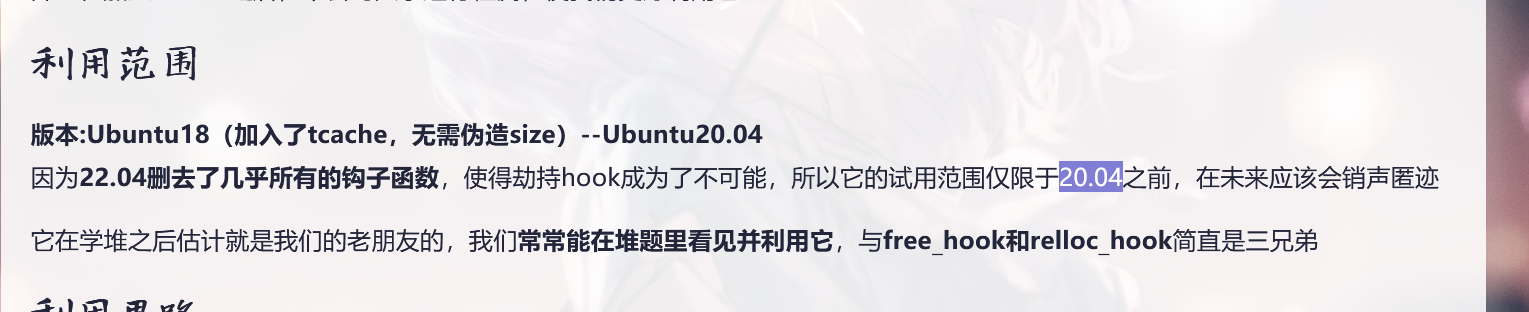 利用范围
版本:Ubuntu18（加入了tcache，无需伪造size）--Ubuntu20.04
因为22.04删去了几乎所有的钩子函数，使得劫持hook成为了不可能，所以它的试用范围仅限于20.04之前，在未来应该会销声匿迹
它在学堆之后估计就是我们的老朋友的，我们常常能在堆题里看见并利用它，与free_hook和relloc_hook简直是三兄弟